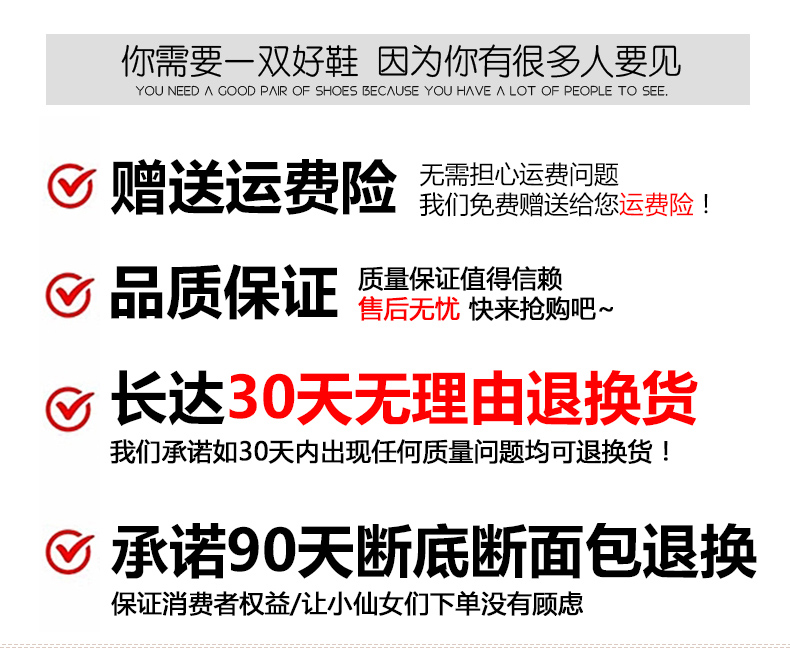 你需要一双好鞋 因为你有很多人要见
YOU NEED A GOOD PAIR OF SHOES BECAUSE YOU HAVE A LOT OF PEOPLE TO SEE.
赠送运费险
无需担心运费问题
我们免费赠送给您运费险！
品质保证
质量保证值得信赖
售后无忧 快来抢购吧~
长达30天无理由退换货
我们承诺如30天内出现任何质量问题均可退换货！
承诺90天断底断面包退换
保证消费者权益/让小仙女们下单没有顾虑